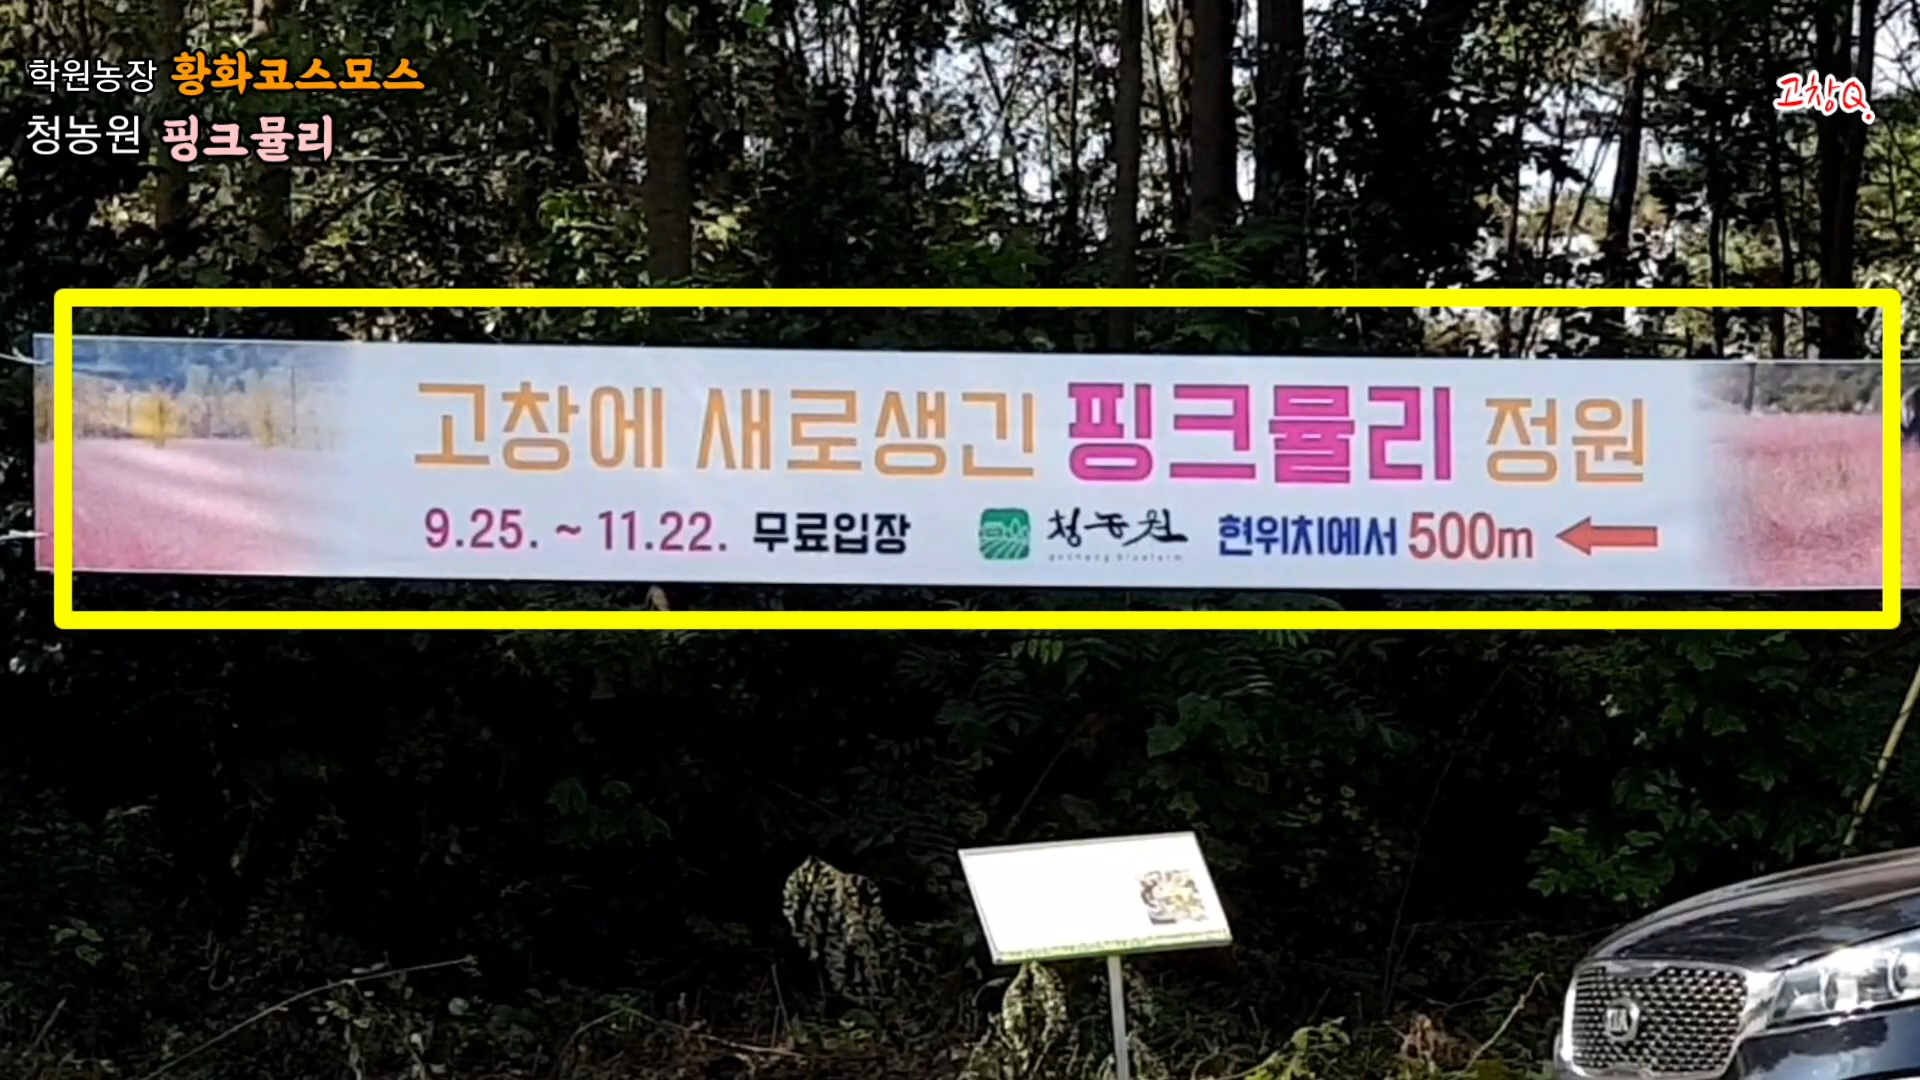 학원농장 황화코스모스
청농원 핑크뮬리
고창Q.
고창에 새로생긴 핑크뮬리 정원
9.25. ~ 11.22. 무료입장 청농원 현위치에서 500m
KIA